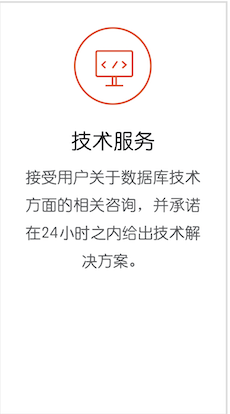 技术服务
接受用户关于数据库技术
方面的相关咨询，并承诺
在24小时之内给出技术解
决方案。